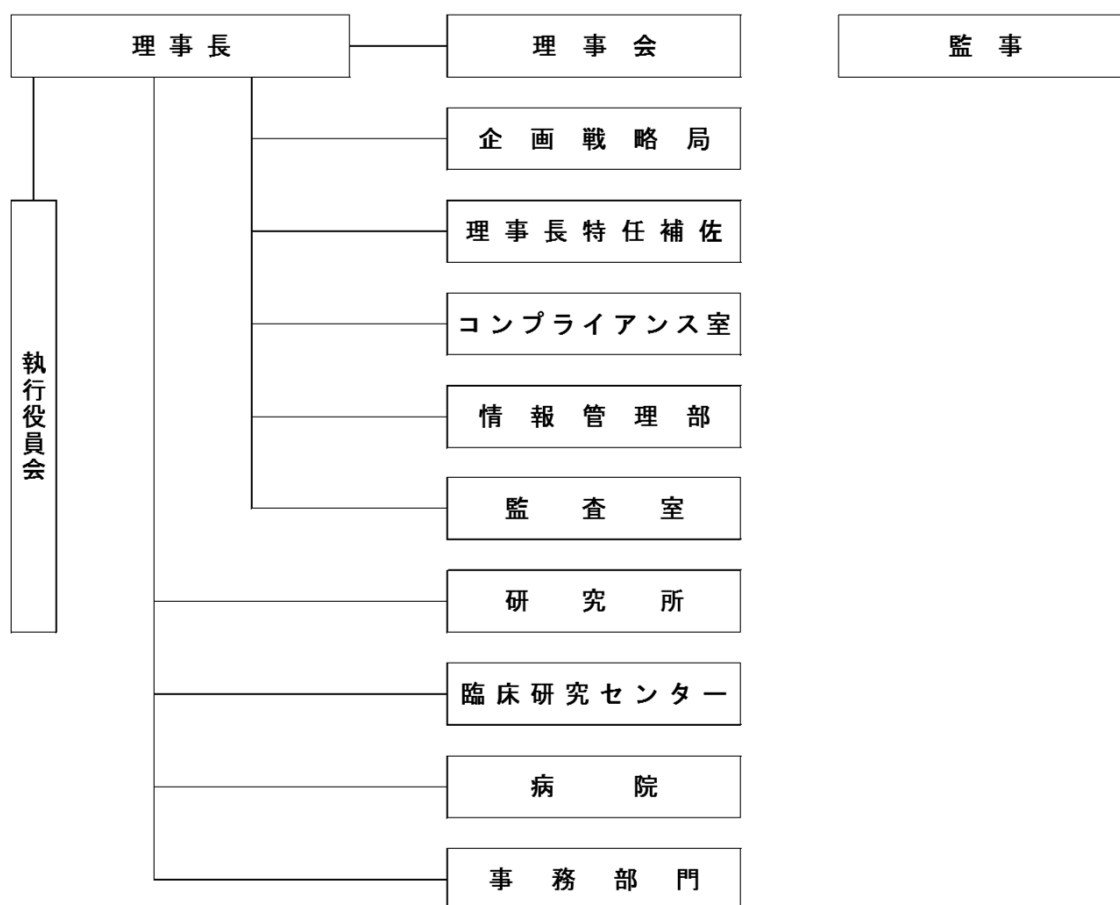 理事長
理事会
監事
企画戦略局
理事長特任補佐
コンプライアンス室
執行役員会
情報管理部
監査室
研究所
臨床研究センター
病院
事務部門